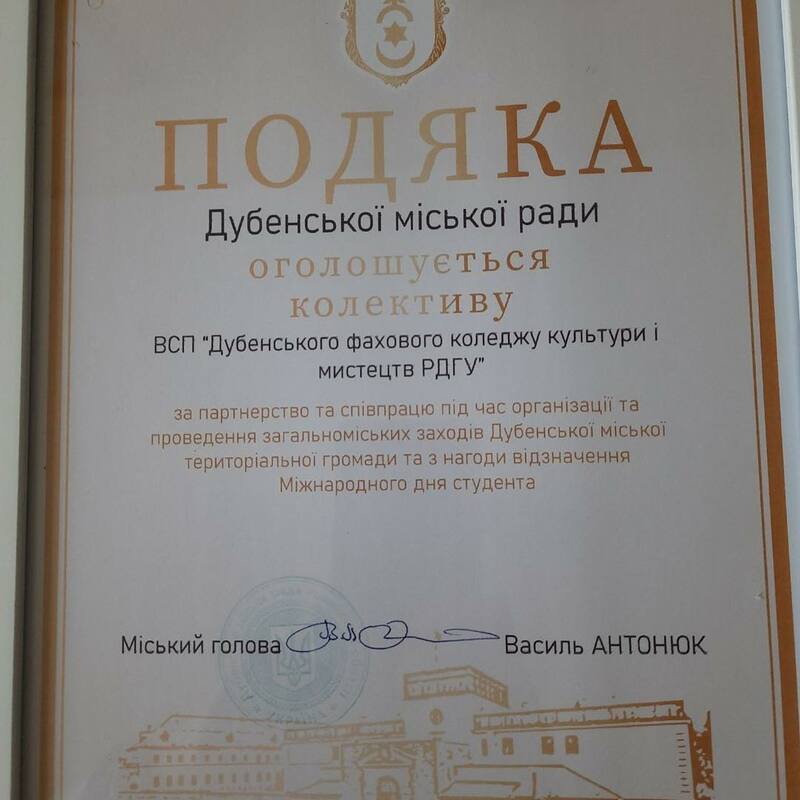 ПОДЯКА
Дубенської міської ради
оголошується
колективу
ВСП "Дубенського фахового коледжу культури і
мистецтв РДГУ"
за партнерство та співпрацю під час організації та
проведення загальноміських заходів Дубенської міської
територіальної громади та з нагоди відзначення
Міжнародного дня студента
Міський голова Василь АНТОНЮК